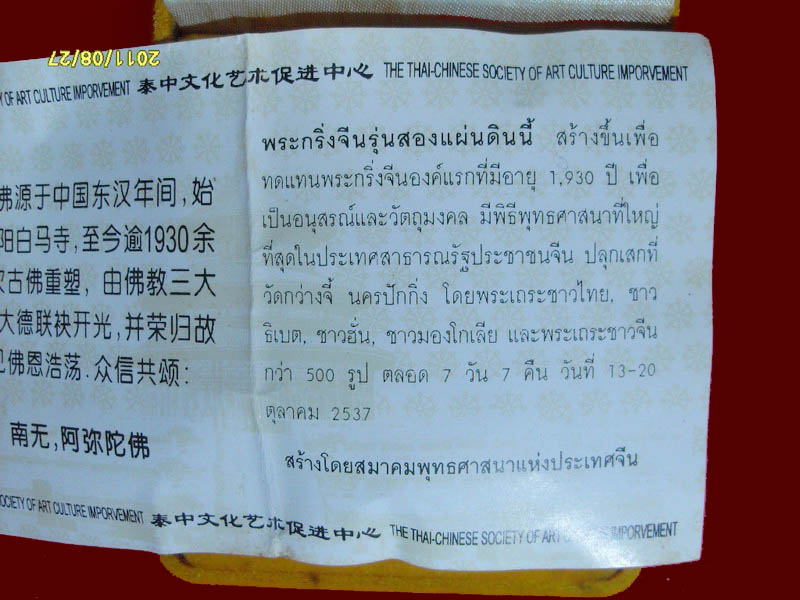 2011/08/27
Y OF ART CULTURE IMPORVEMENT 泰中文化艺术促进中心 THE THAI-CHINESE SOCIETY OF ART CULTURE IMPORVEMENT
佛源于中国东汉年间,始
阳白马寺,至今逾1930余
古佛重塑, 由佛教三大
大德联袂开光,并荣归故
见佛恩浩荡.众信共颂:
南无,阿弥陀佛
พระกริ่งจีนรุ่นสองแผ่นดินนี้ สร้างขึ้นเพื่อ
ทดแทนพระกริ่งจีนองค์แรกที่มีอายุ 1,930 ปี เพื่อ
เป็นอนุสรณ์และวัตถุมงคล มีพิธีพุทธศาสนาที่ใหญ่
ที่สุดในประเทศสาธารณรัฐประชาชนจีน ปลุกเสกที่
วัดกว่างจี้ นครปักกิ่ง โดยพระเถระชาวไทย, ชาว
ธิเบต, ชาวฮั่น, ชาวมองโกเลีย และพระเถระชาวจีน
กว่า 500 รูป ตลอด 7 วัน 7 คืน วันที่ 13-20
ตุลาคม 2537
สร้างโดยสมาคมพุทธศาสนาแห่งประเทศจีน
SOCIETY OF ART CULTURE IMPORVEMENT 泰中文化艺术促进中心 THE THAI-CHINESE SOCIETY OF ART CULTURE IMPORVEMENT